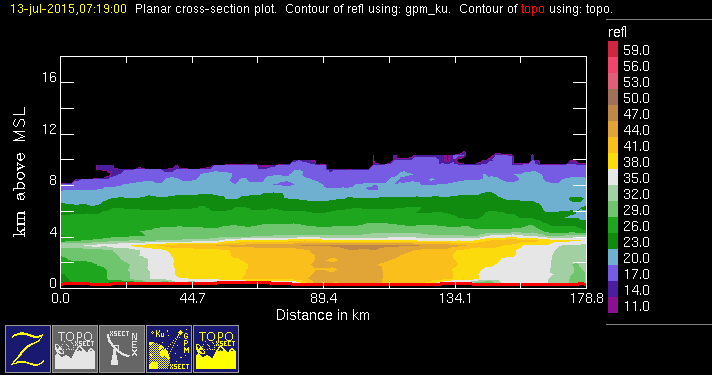 13-jul-2015,07:19:00 Planar cross-section plot. Contour of refl using: gpm_ku. Contour of topo using: topo.
refl
59.0
56.0
53.0
50.0
47.0
44.0
41.0
38.0
35.0
32.0
29.0
26.0
23.0
20.0
17.0
14.0
11.0
km above MSL
16
12
8
4
0
0.0 44.7 89.4 134.1 178.8
Distance in km
Z
TOPO XSECT
XSECT ZMEX
Ku GPM XSECT
TOPO XSECT